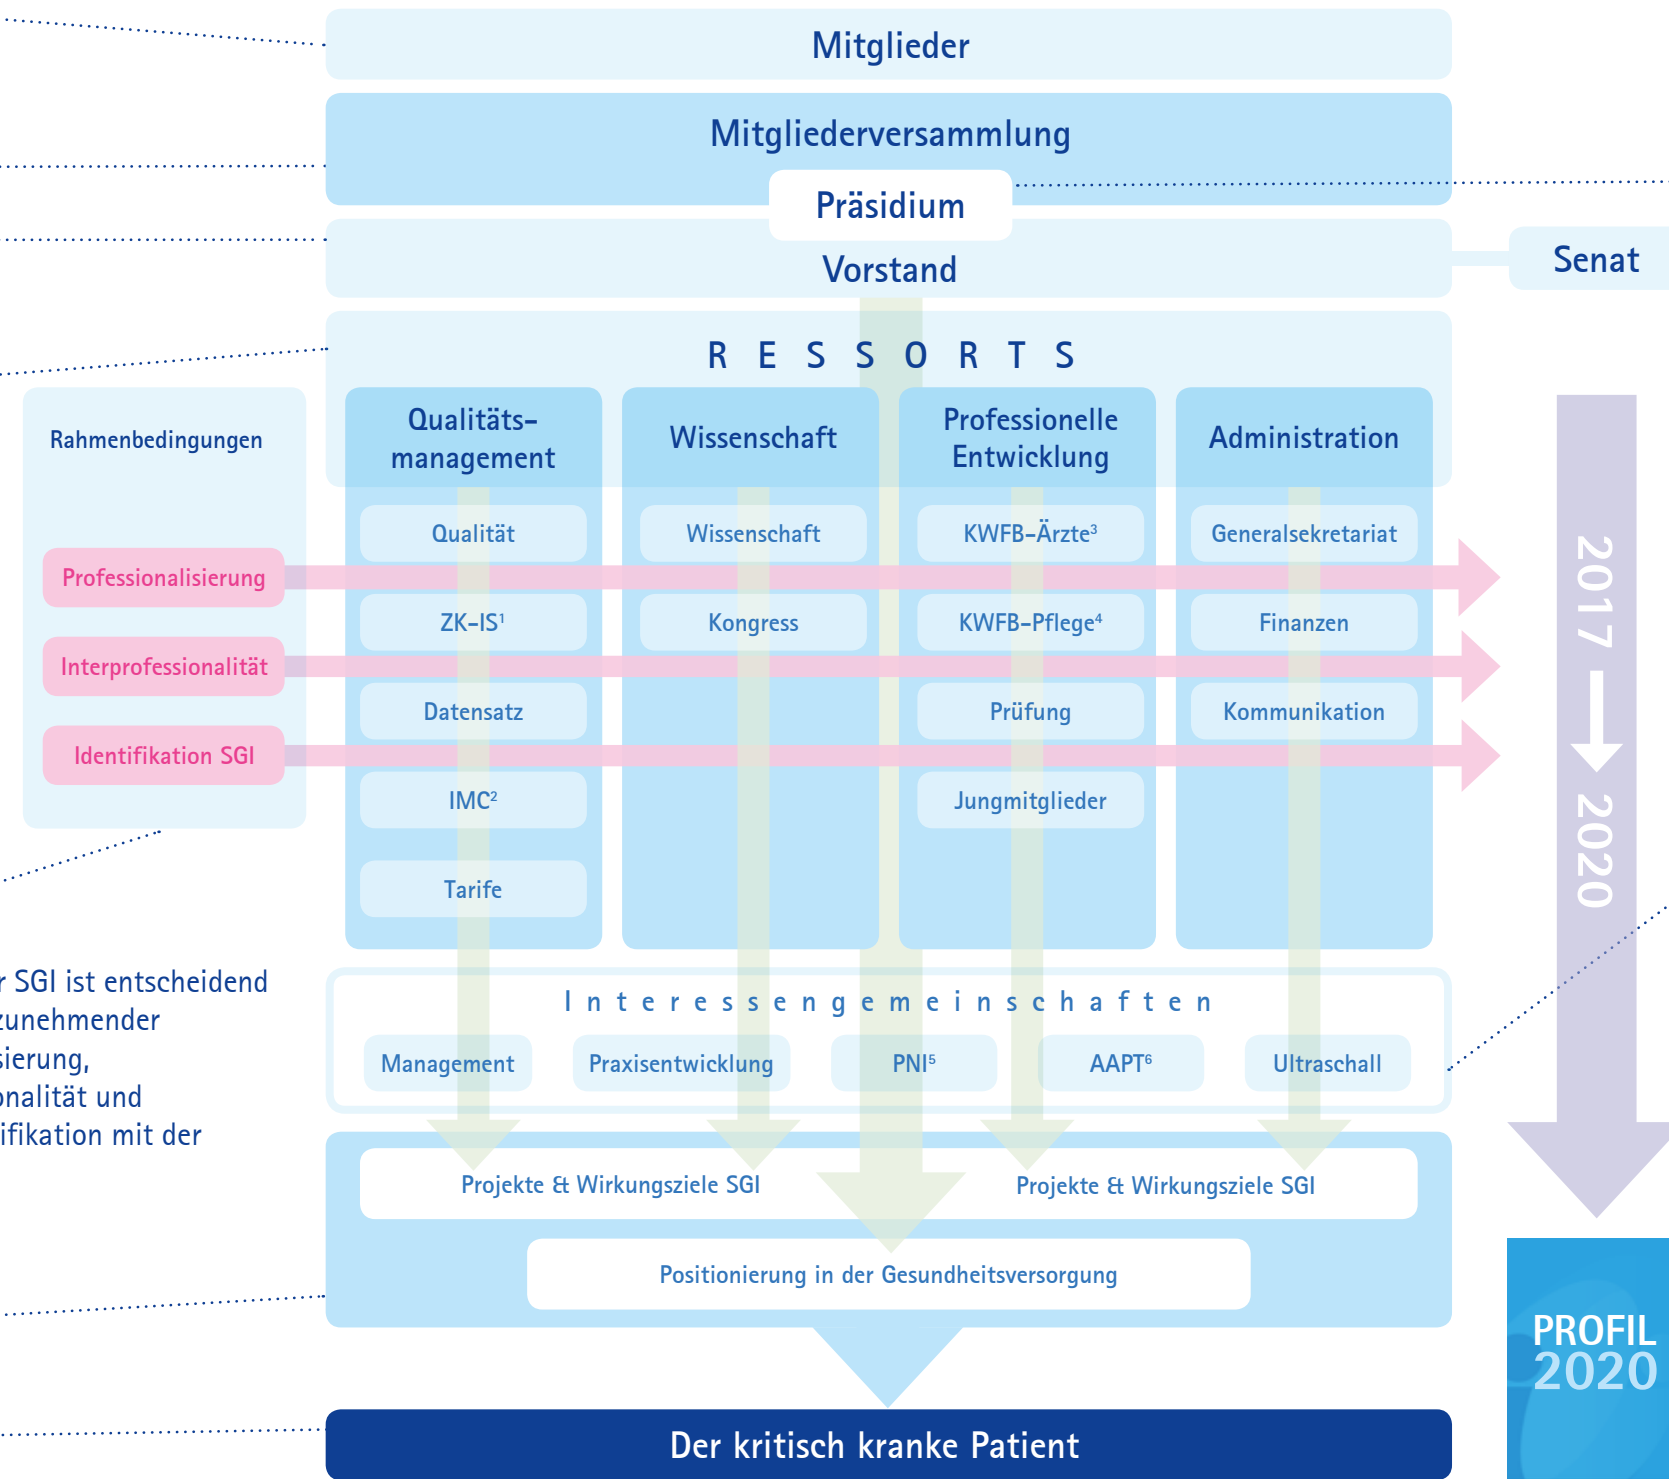 Mitglieder
Mitgliederversammlung
Präsidium
Vorstand
Senat
RESSORTS
Rahmenbedingungen
Professionalisierung
Interprofessionalität
Identifikation SGI
Qualitäts-
management
Qualität
ZK-IS¹
Datensatz
IMC²
Tarife
Wissenschaft
Wissenschaft
Kongress
Professionelle
Entwicklung
KWFB-Ärzte³
KWFB-Pflege⁴
Prüfung
Jungmitglieder
Administration
Generalsekretariat
Finanzen
Kommunikation
2017
2020
SGI ist entscheidend
zunehmender
sierung,
onalität und
ifikation mit der
Interessengemeinschaften
Management
Praxisentwicklung
PNI⁵
AAPT⁶
Ultraschall
Projekte & Wirkungsziele SGI
Projekte & Wirkungsziele SGI
Positionierung in der Gesundheitsversorgung
Der kritisch kranke Patient
PROFIL
2020